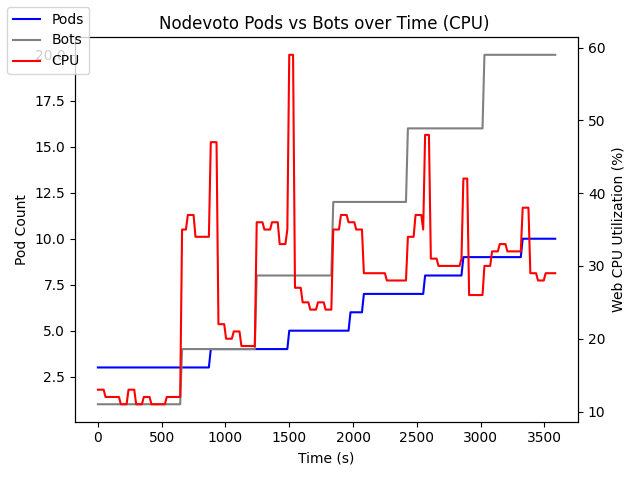 Nodevoto Pods vs Bots over Time (CPU)
Pods
Bots
CPU
20.0
17.5
15.0
12.5
10.0
7.5
5.0
2.5
Pod Count
60
50
40
30
20
10
Web CPU Utilization (%)
0 500 1000 1500 2000 2500 3000 3500
Time (s)